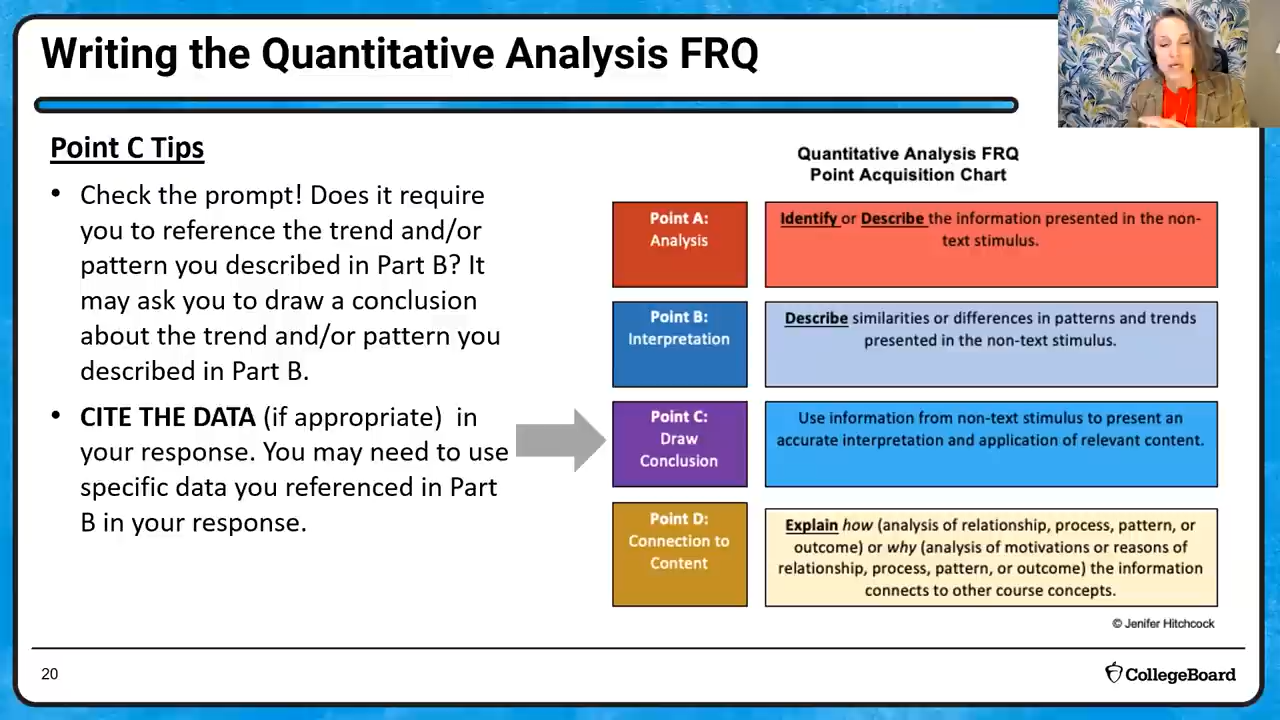 Writing the Quantitative Analysis FRQ
Point C Tips
• Check the prompt! Does it require
you to reference the trend and/or
pattern you described in Part B? It
may ask you to draw a conclusion
about the trend and/or pattern you
described in Part B.
• CITE THE DATA (if appropriate) in
your response. You may need to use
specific data you referenced in Part
B in your response.
Quantitative Analysis FRQ
Point Acquisition Chart
Point A:
Analysis
Identify or Describe the information presented in the non-
text stimulus.
Point B:
Interpretation
Describe similarities or differences in patterns and trends
presented in the non-text stimulus.
Point C:
Draw
Conclusion
Use information from non-text stimulus to present an
accurate interpretation and application of relevant content.
Point D:
Connection to
Content
Explain how (analysis of relationship, process, pattern, or
outcome) or why (analysis of motivations or reasons of
relationship, process, pattern, or outcome) the information
connects to other course concepts.
© Jenifer Hitchcock
20
CollegeBoard